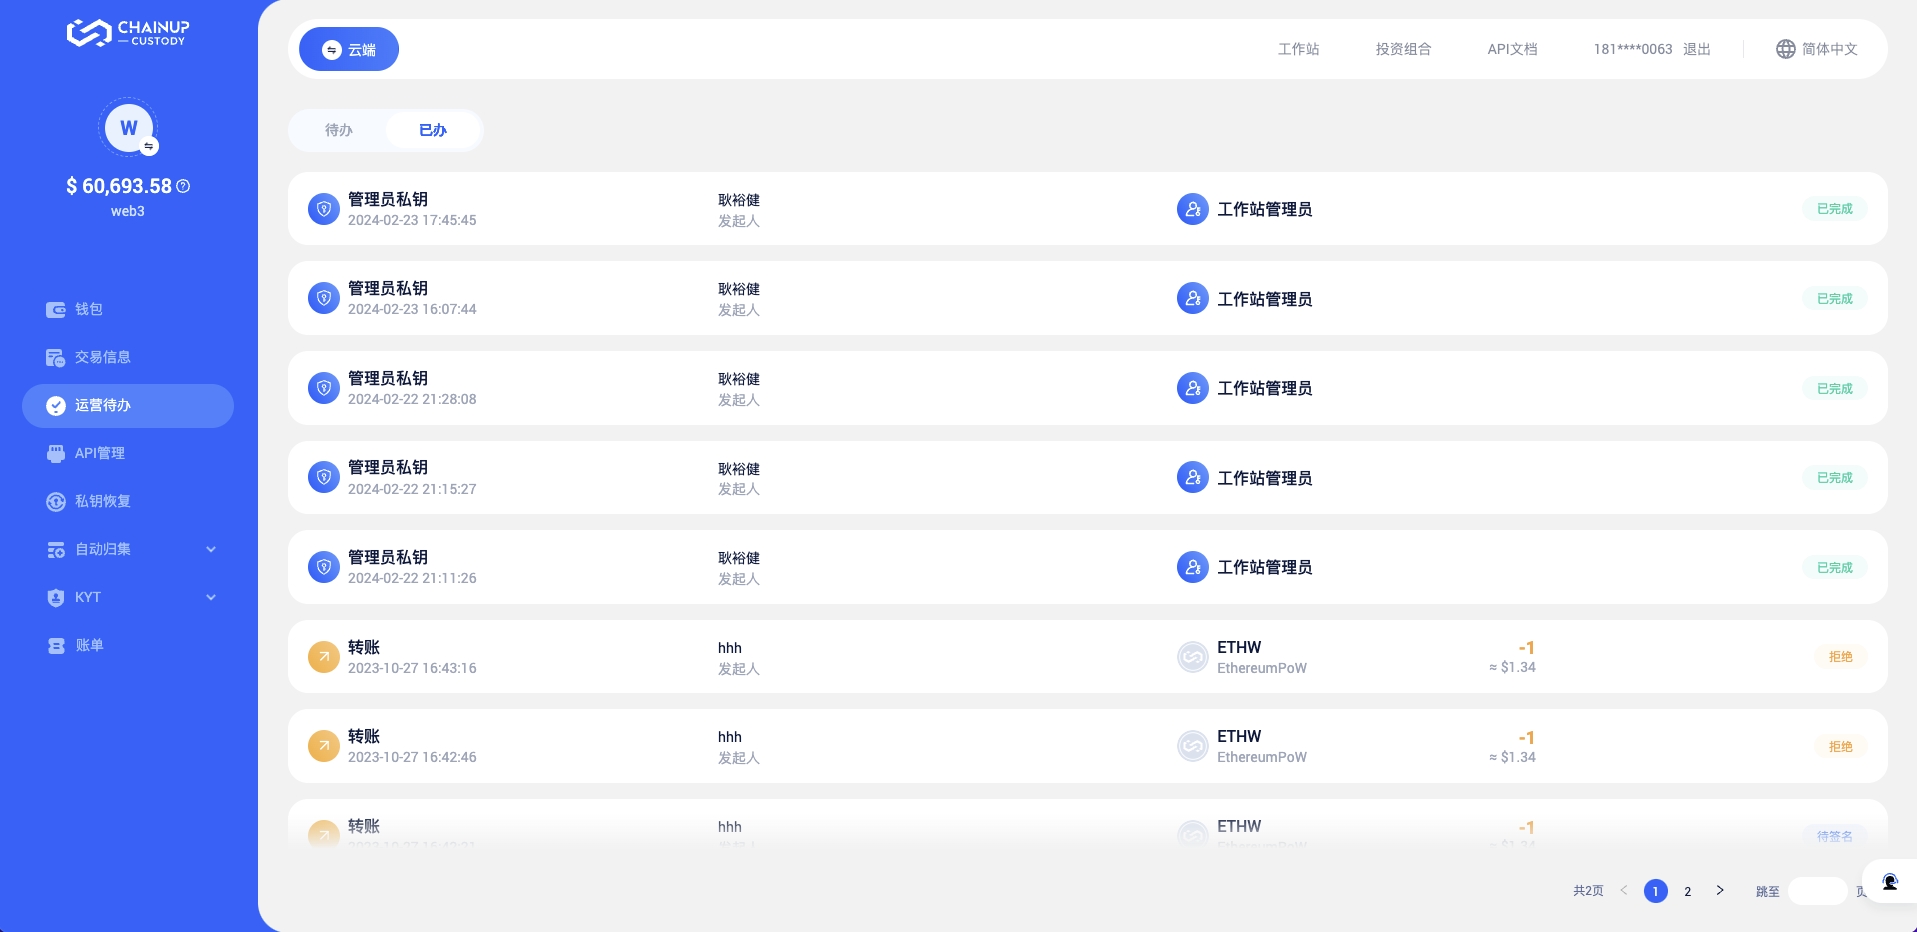 CHAINUP
CUSTODY
W
$ 60,693.58
web3
钱包
交易信息
运营待办
API管理
私钥恢复
自动归集
KYT
账单
云端
工作站
投资组合
API文档
181****0063 退出
简体中文
待办
已办
管理员私钥
2024-02-23 17:45:45
耿裕健
发起人
工作站管理员
已完成
管理员私钥
2024-02-23 16:07:44
耿裕健
发起人
工作站管理员
已完成
管理员私钥
2024-02-22 21:28:08
耿裕健
发起人
工作站管理员
已完成
管理员私钥
2024-02-22 21:15:27
耿裕健
发起人
工作站管理员
已完成
管理员私钥
2024-02-22 21:11:26
耿裕健
发起人
工作站管理员
已完成
转账
2023-10-27 16:43:16
hhh
发起人
ETHW
EthereumPoW
-1
≈ $1.34
拒绝
转账
2023-10-27 16:42:46
hhh
发起人
ETHW
EthereumPoW
-1
≈ $1.34
拒绝
转账
hhh
ETHW
EthereumPoW
-1
≈ $1.34
待签名
共2页
1
2
跳至
页